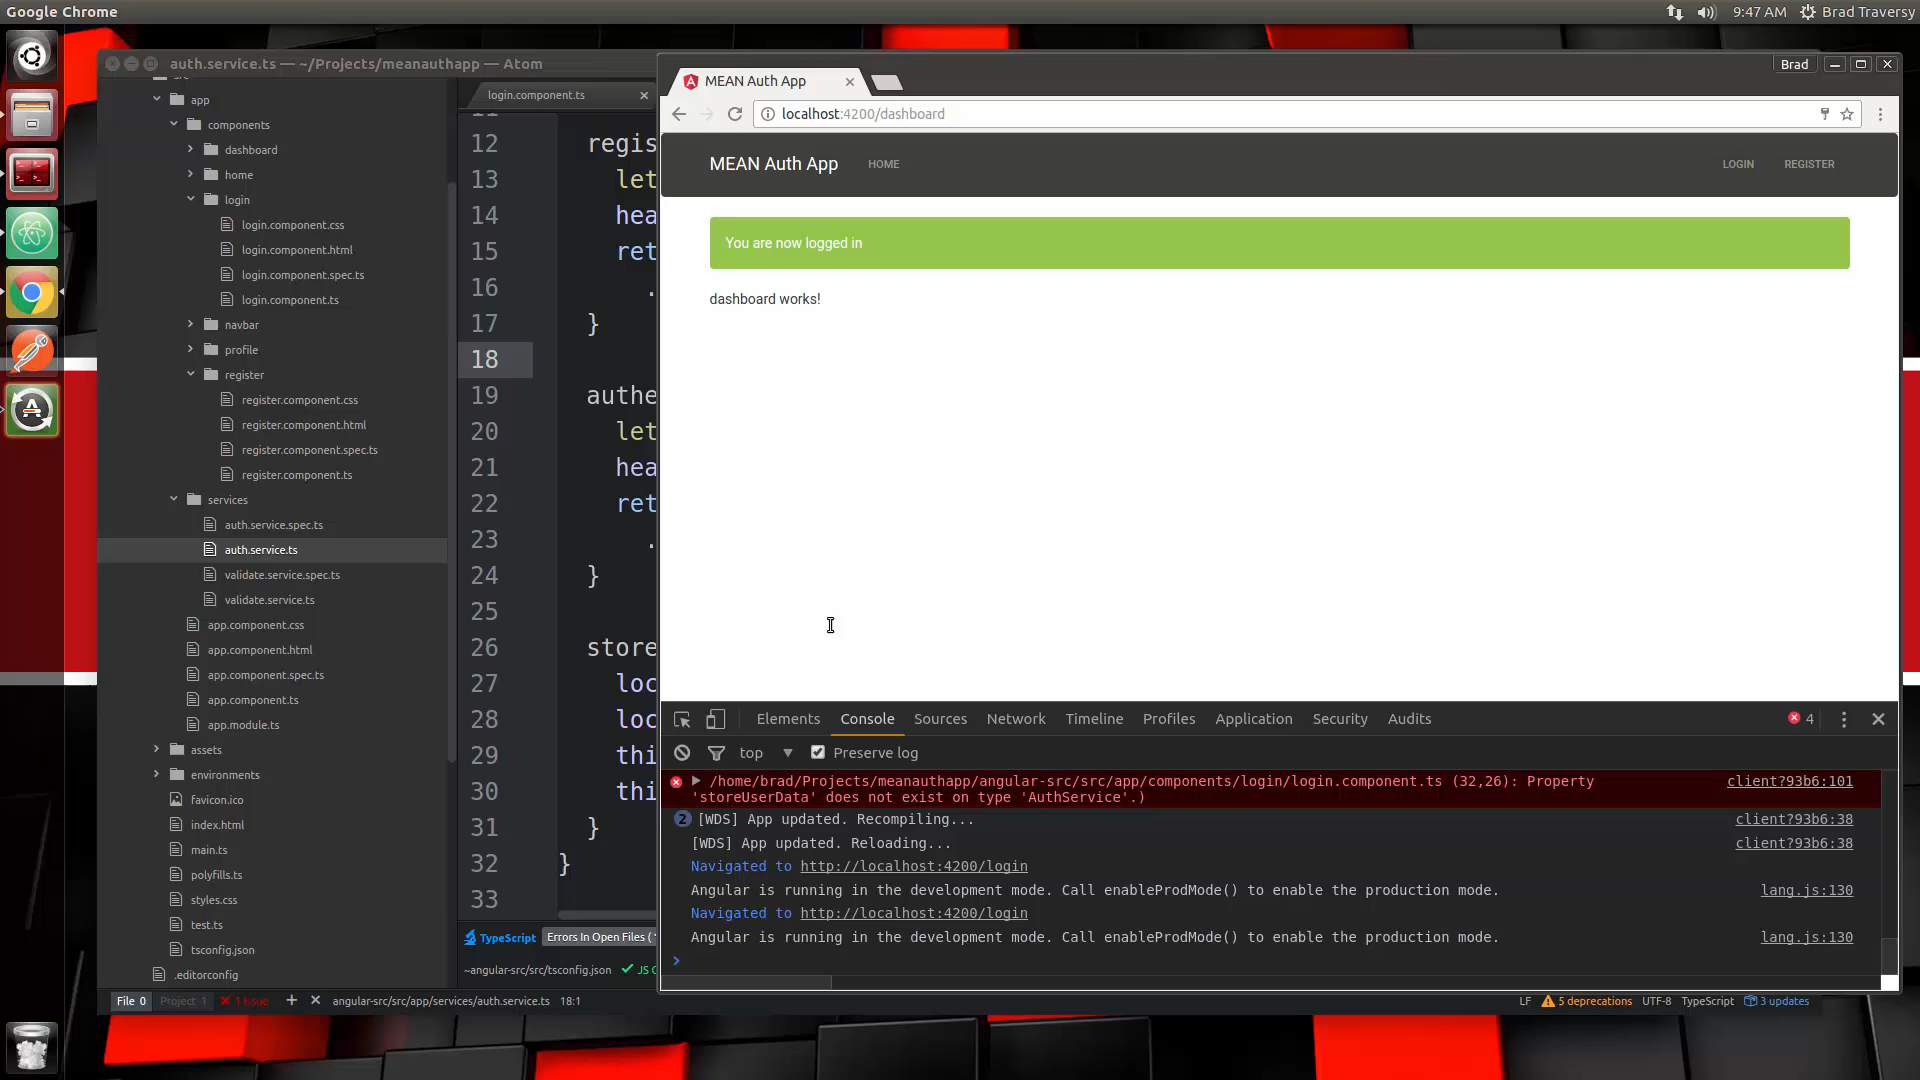 Google Chrome
9:47 AM
Brad Traversy
auth.service.ts — ~/Projects/meanauthapp — Atom
app
components
dashboard
home
login
login.component.css
login.component.html
login.component.spec.ts
login.component.ts
navbar
profile
register
register.component.css
register.component.html
register.component.spec.ts
register.component.ts
services
auth.service.spec.ts
auth.service.ts
validate.service.spec.ts
validate.service.ts
app.component.css
app.component.html
app.component.spec.ts
app.component.ts
app.module.ts
assets
environments
favicon.ico
index.html
main.ts
polyfills.ts
styles.css
test.ts
tsconfig.json
.editorconfig
login.component.ts
12 regis
13 let
14 hea
15 ret
16 .
17 }
18
19 authe
20 let
21 hea
22 ret
23 .
24 }
25
26 store
27 loc
28 loc
29 thi
30 thi
31 }
32 }
33
TypeScript Errors In Open Files (
~angular-src/src/tsconfig.json
File 0 Project 1 1 Issue + × angular-src/src/app/services/auth.service.ts 18:1
LF 5 deprecations UTF-8 TypeScript 3 updates
Brad
MEAN Auth App
localhost:4200/dashboard
MEAN Auth App HOME LOGIN REGISTER
You are now logged in
dashboard works!
Elements Console Sources Network Timeline Profiles Application Security Audits 4
top Preserve log
/home/brad/Projects/meanauthapp/angular-src/src/app/components/login/login.component.ts (32,26): Property client?93b6:101
'storeUserData' does not exist on type 'AuthService'.)
2 [WDS] App updated. Recompiling... client?93b6:38
[WDS] App updated. Reloading... client?93b6:38
Navigated to http://localhost:4200/login
Angular is running in the development mode. Call enableProdMode() to enable the production mode. lang.js:130
Navigated to http://localhost:4200/login
Angular is running in the development mode. Call enableProdMode() to enable the production mode. lang.js:130